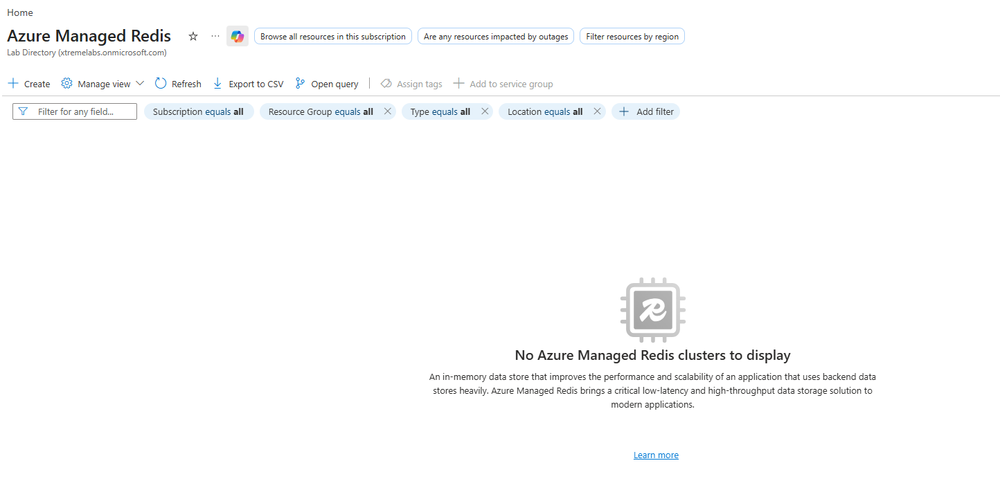 Home
Azure Managed Redis ☆ ··· Browse all resources in this subscription Are any resources impacted by outages Filter resources by region
Lab Directory (xtremelabs.onmicrosoft.com)
Create Manage view Refresh Export to CSV Open query Assign tags Add to service group
Filter for any field... Subscription equals all Resource Group equals all Type equals all Location equals all Add filter
No Azure Managed Redis clusters to display
An in-memory data store that improves the performance and scalability of an application that uses backend data
stores heavily. Azure Managed Redis brings a critical low-latency and high-throughput data storage solution to
modern applications.
Learn more